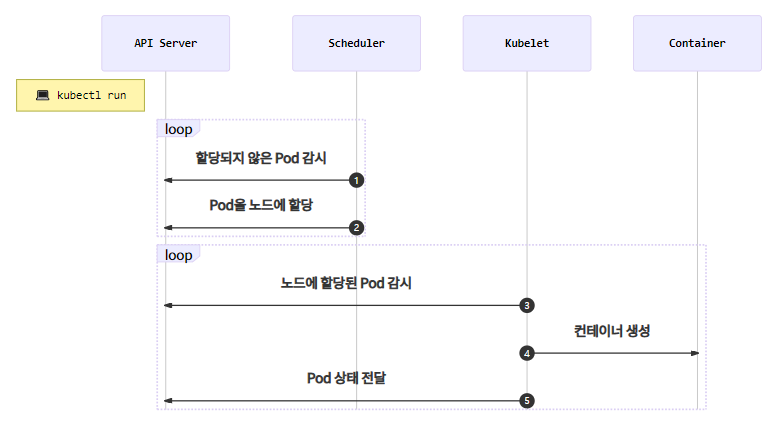 API Server
Scheduler
Kubelet
Container
💻 kubectl run
loop
할당되지 않은 Pod 감시
1
Pod을 노드에 할당
2
loop
노드에 할당된 Pod 감시
3
컨테이너 생성
4
Pod 상태 전달
5